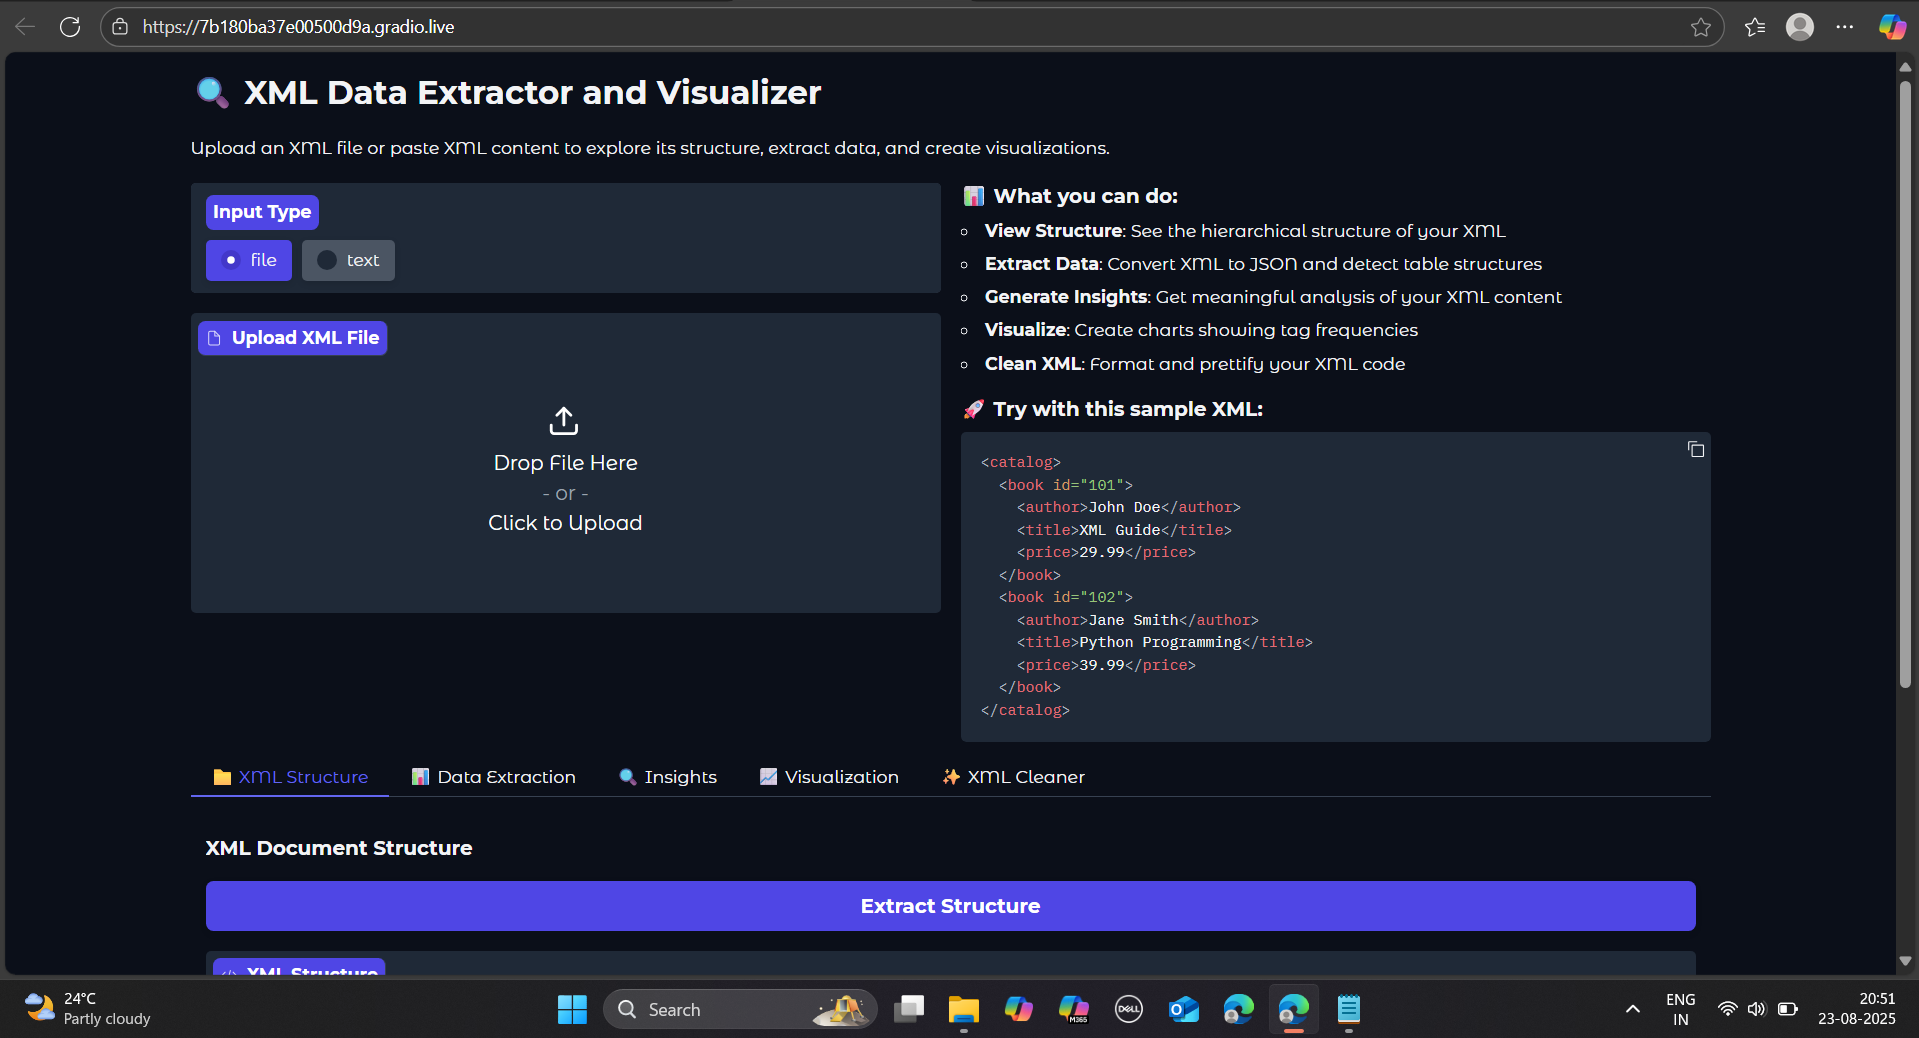 https://7b180ba37e00500d9a.gradio.live
XML Data Extractor and Visualizer
Upload an XML file or paste XML content to explore its structure, extract data, and create visualizations.
Input Type
file
text
Upload XML File
Drop File Here
- or -
Click to Upload
What you can do:
View Structure: See the hierarchical structure of your XML
Extract Data: Convert XML to JSON and detect table structures
Generate Insights: Get meaningful analysis of your XML content
Visualize: Create charts showing tag frequencies
Clean XML: Format and prettify your XML code
Try with this sample XML:
<catalog>
  <book id="101">
    <author>John Doe</author>
    <title>XML Guide</title>
    <price>29.99</price>
  </book>
  <book id="102">
    <author>Jane Smith</author>
    <title>Python Programming</title>
    <price>39.99</price>
  </book>
</catalog>
XML Structure
Data Extraction
Insights
Visualization
XML Cleaner
XML Document Structure
Extract Structure
XML Structure
24°C
Partly cloudy
Search
M365
DELL
ENG
IN
20:51
23-08-2025